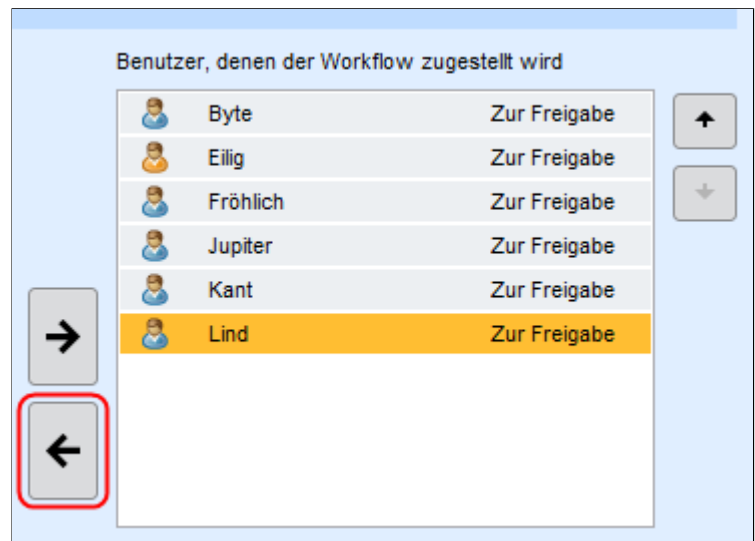 Benutzer, denen der Workflow zugestellt wird
Byte Zur Freigabe
Eilig Zur Freigabe
Fröhlich Zur Freigabe
Jupiter Zur Freigabe
Kant Zur Freigabe
Lind Zur Freigabe